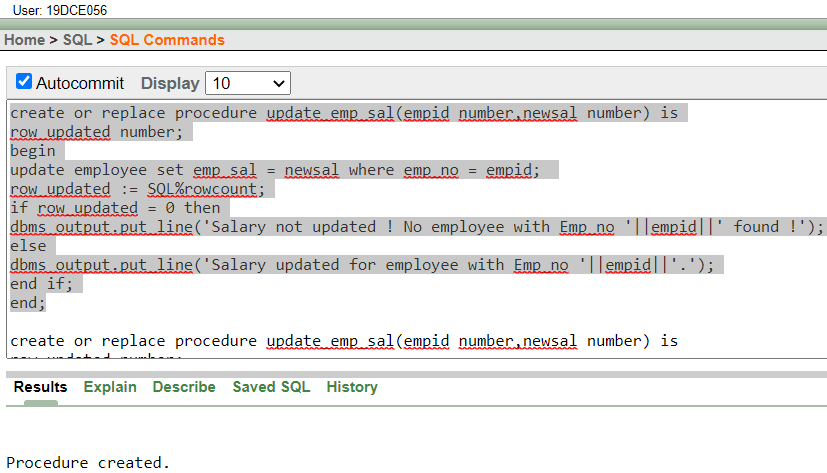 User: 19DCE056
Home > SQL > SQL Commands
Autocommit Display 10
create or replace procedure update_emp_sal(empid number,newsal number) is
row_updated number;
begin
update employee set emp_sal = newsal where emp_no = empid;
row_updated := SQL%rowcount;
if row_updated = 0 then
dbms_output.put_line('Salary not updated ! No employee with Emp_no '||empid||' found !');
else
dbms_output.put_line('Salary updated for employee with Emp_no '||empid||'.');
end if;
end;
create or replace procedure update_emp_sal(empid number,newsal number) is
row_updated number;
Results Explain Describe Saved SQL History
Procedure created.